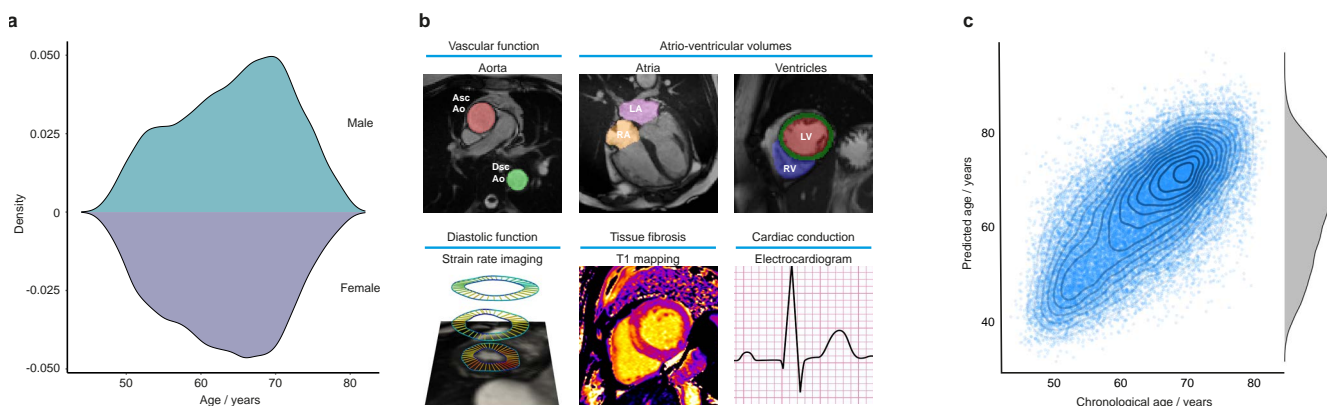 a
0.050
0.025
0
-0.025
-0.050
Density
Male
Female
50
60
70
80
Age / years
b
Vascular function
Atrio-ventricular volumes
Aorta
Atria
Ventricles
Asc
Ao
Dsc
Ao
LA
RA
LV
RV
Diastolic function
Tissue fibrosis
Cardiac conduction
Strain rate imaging
T1 mapping
Electrocardiogram
c
80
60
40
Predicted age / years
50
60
70
80
Chronological age / years